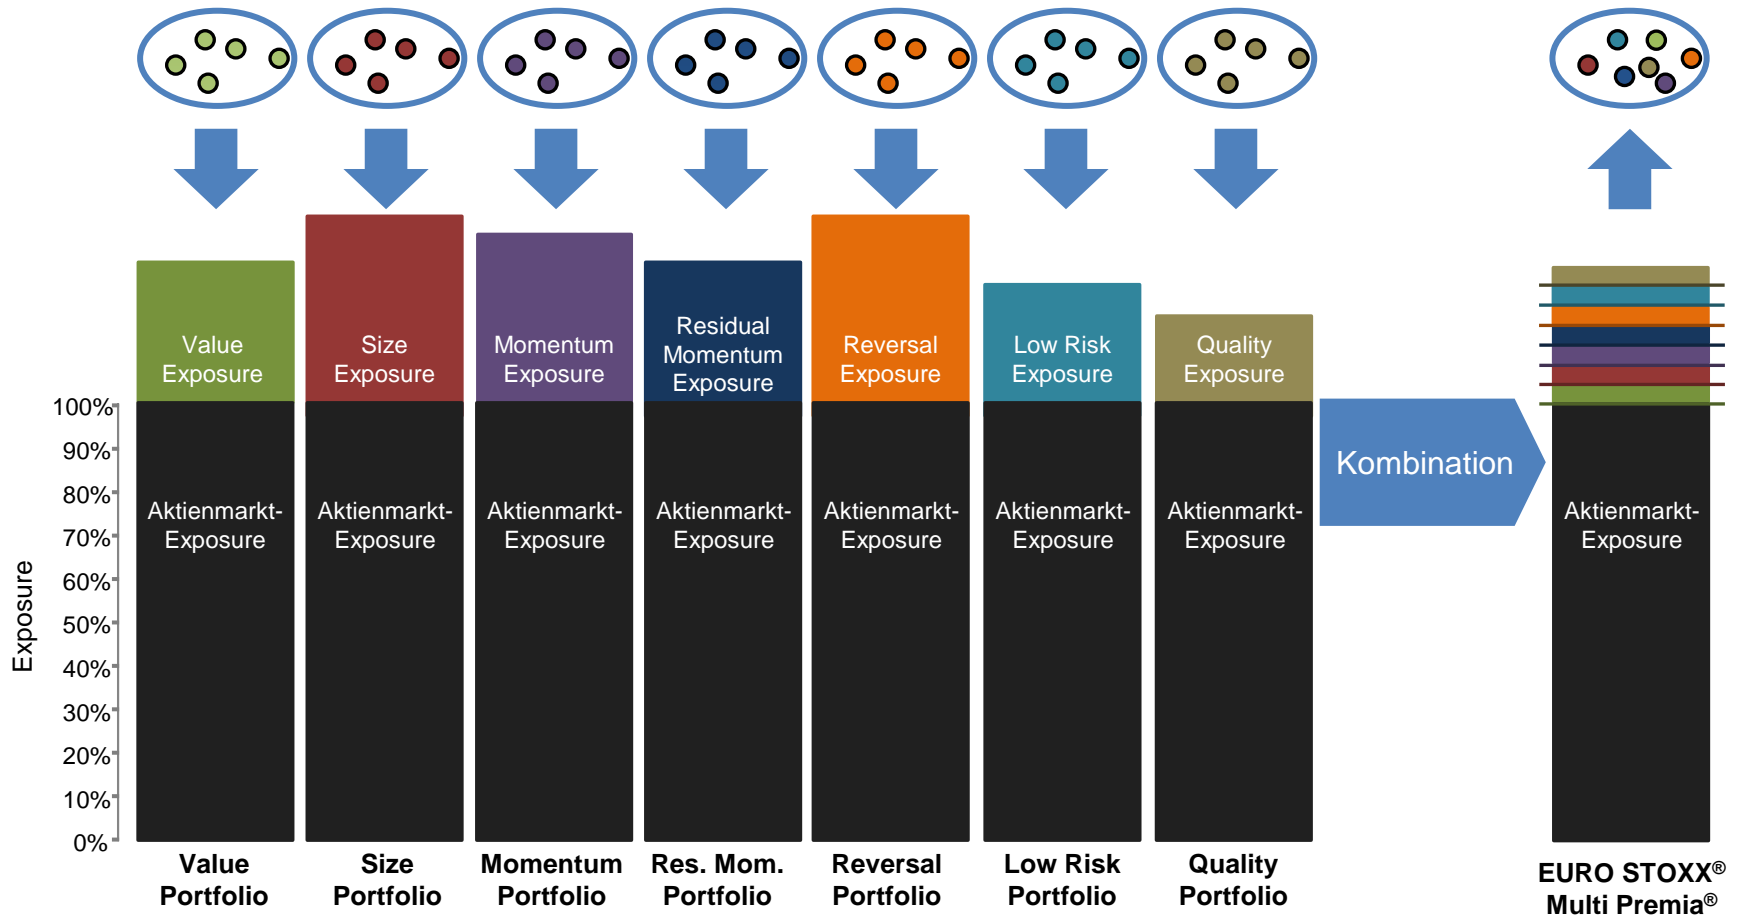 Value
Exposure
Size
Exposure
Momentum
Exposure
Residual
Momentum
Exposure
Reversal
Exposure
Low Risk
Exposure
Quality
Exposure
100%
90%
80%
70%
60%
50%
40%
30%
20%
10%
0%
Exposure
Aktienmarkt-
Exposure
Aktienmarkt-
Exposure
Aktienmarkt-
Exposure
Aktienmarkt-
Exposure
Aktienmarkt-
Exposure
Aktienmarkt-
Exposure
Aktienmarkt-
Exposure
Kombination
Aktienmarkt-
Exposure
Value
Portfolio
Size
Portfolio
Momentum
Portfolio
Res. Mom.
Portfolio
Reversal
Portfolio
Low Risk
Portfolio
Quality
Portfolio
EURO STOXX®
Multi Premia®